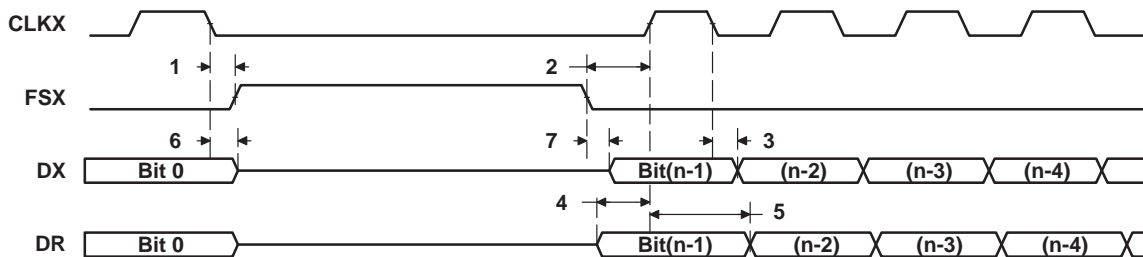 CLKX
1 2
FSX
6 7 3
DX Bit 0 Bit(n-1) (n-2) (n-3) (n-4)
4 5
DR Bit 0 Bit(n-1) (n-2) (n-3) (n-4)